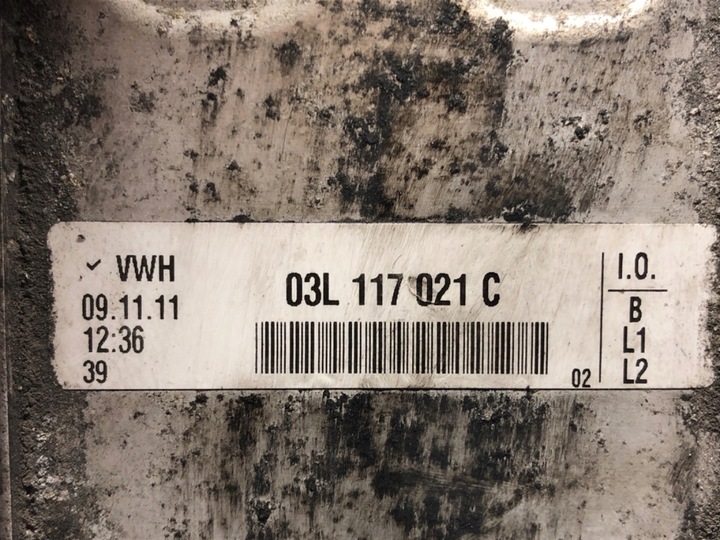 ✓ VWH
09.11.11
12:36
39
03L 117 021 C
02
I.O.
B
L1
L2